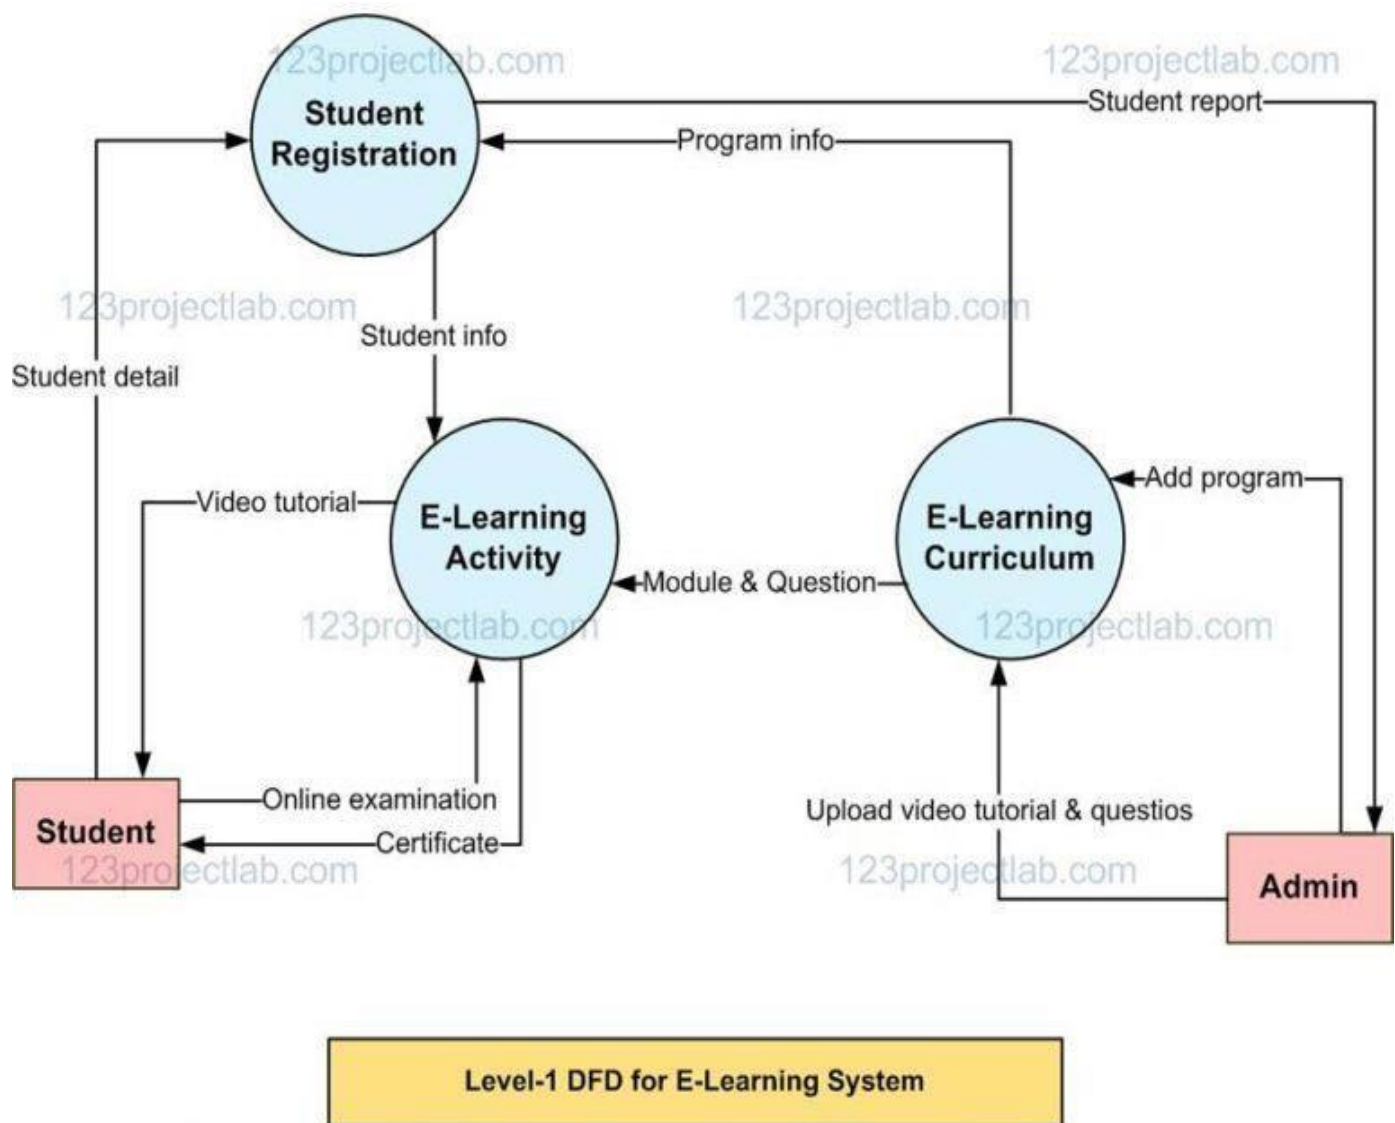 123projectlab.com
123projectlab.com
Student report
Student
Registration
Program info
123projectlab.com
123projectlab.com
Student info
Student detail
Add program
Video tutorial
E-Learning
Activity
E-Learning
Curriculum
Module & Question
123projectlab.com
123projectlab.com
Online examination
Upload video tutorial & questios
Student
Certificate
123projectlab.com
123projectlab.com
Admin
Level-1 DFD for E-Learning System